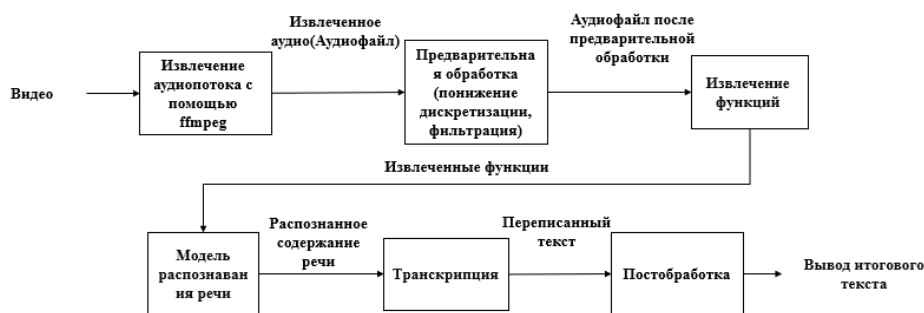 Видео
Извлечение
аудиопотока с
помощью
ffmpeg
Извлеченное
аудио(Аудиофайл)
Предварительна
я обработка
(понижение
дискретизации,
фильтрация)
Аудиофайл после
предварительной
обработки
Извлечение
функций
Извлеченные функции
Модель
распознаван
ия речи
Распознанное
содержание
речи
Транскрипция
Переписанный
текст
Постобработка
Вывод итогового
текста